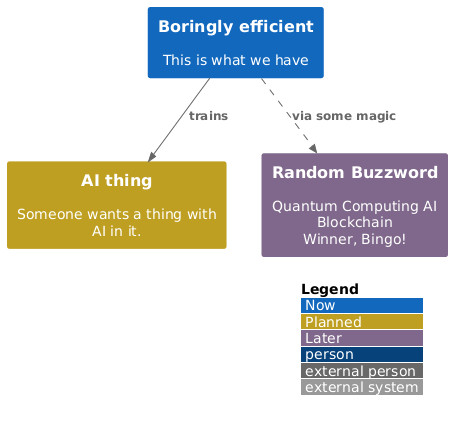 Boringly efficient
This is what we have
trains
via some magic
AI thing
Someone wants a thing with
AI in it.
Random Buzzword
Quantum Computing AI
Blockchain
Winner, Bingo!
Legend
Now
Planned
Later
person
external person
external system